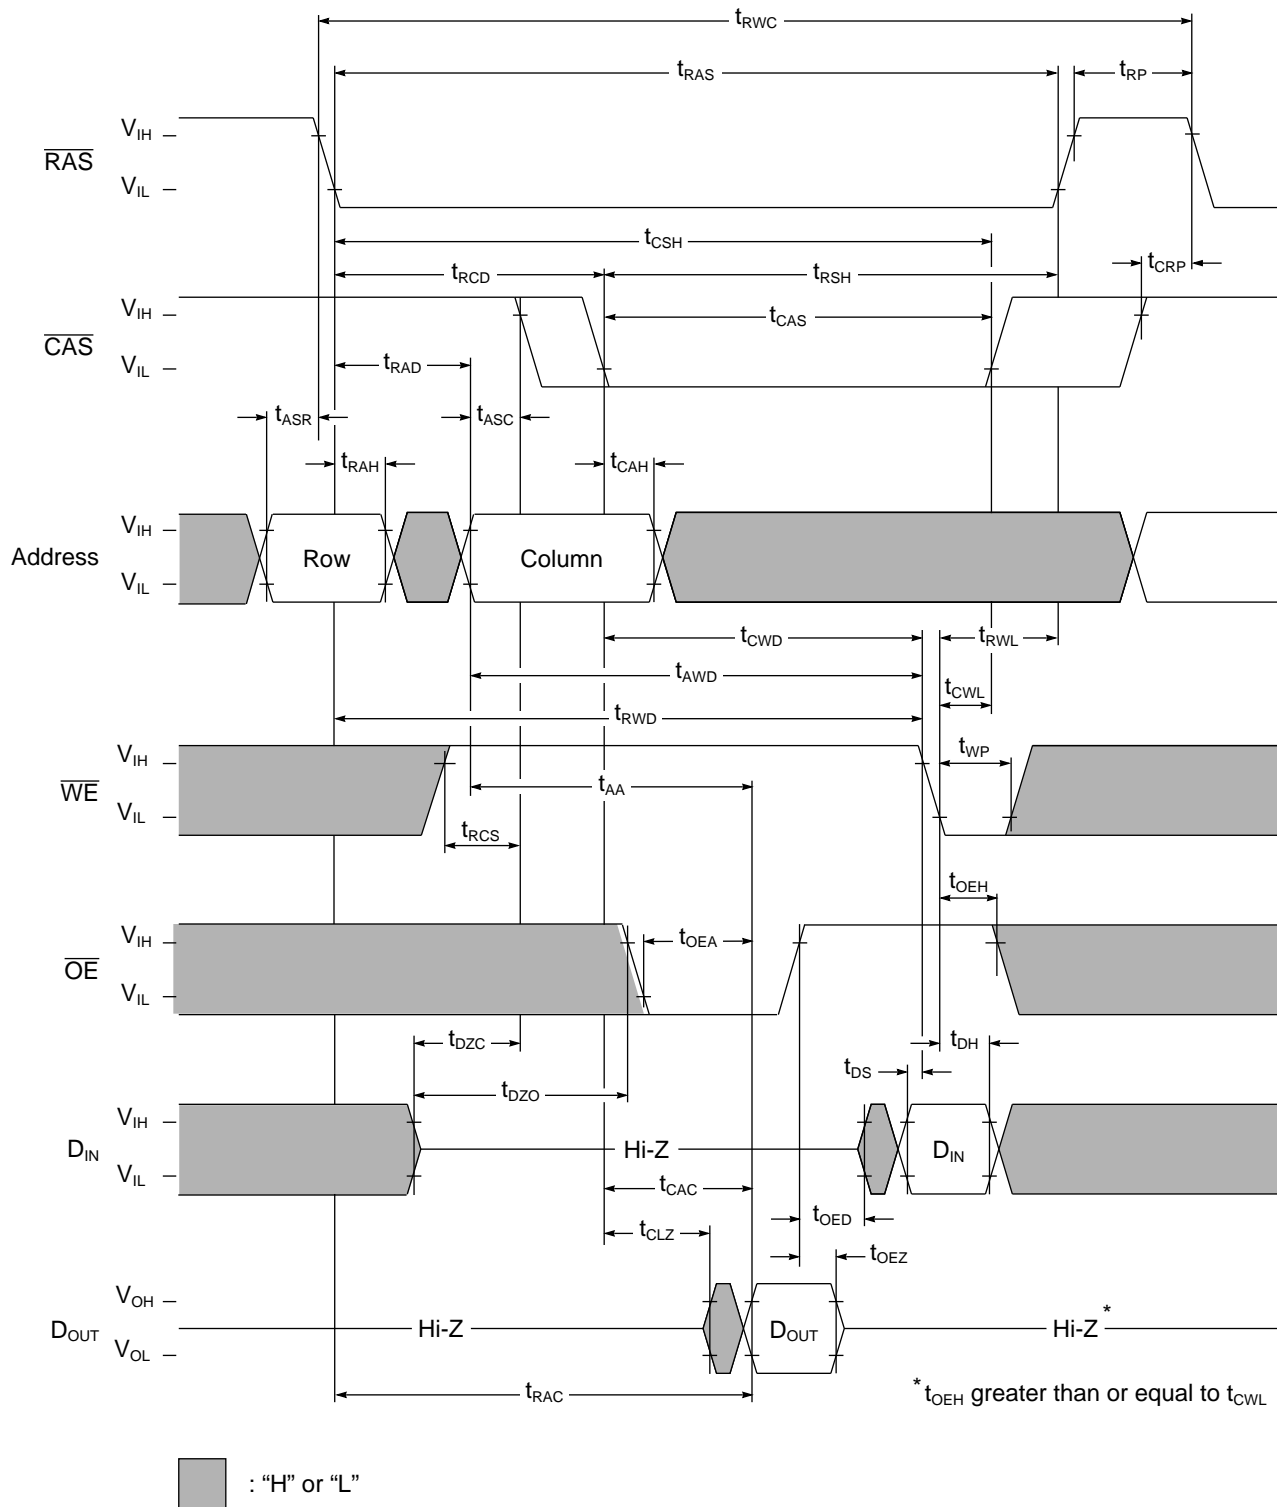 tRWC
tRAS
tRP
VIH
RAS
VIL
tCSH
tRCD
tRSH
tCRP
VIH
CAS
VIL
tCAS
tRAD
tASR
tASC
tRAH
tCAH
VIH
Address
VIL
Row
Column
tCWD
tRWL
tAWD
tCWL
tRWD
VIH
WE
VIL
tWP
tAA
tRCS
tOEH
VIH
OE
VIL
tOEA
tDZC
tDH
tDS
tDZO
VIH
DIN
VIL
Hi-Z
DIN
tCAC
tOED
tCLZ
tOEZ
VOH
DOUT
VOL
Hi-Z
DOUT
Hi-Z*
tRAC
*tOEH greater than or equal to tCWL
: “H” or “L”